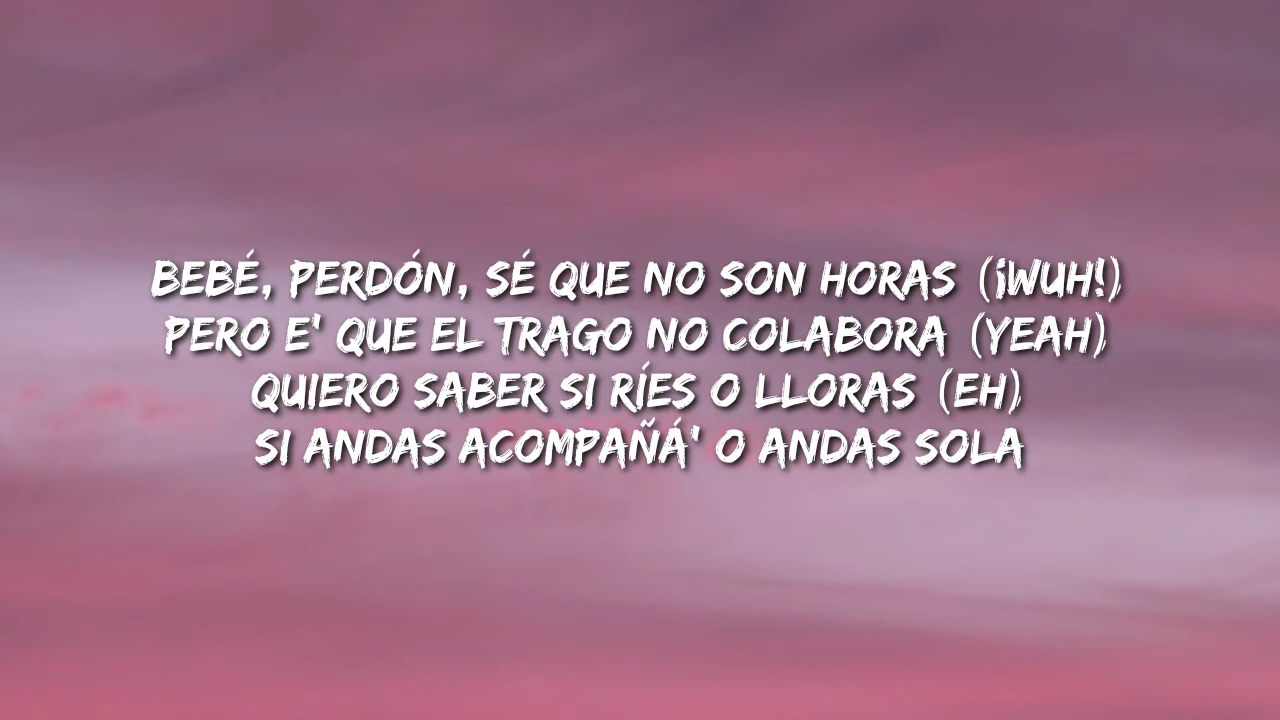 BEBÉ, PERDÓN, SÉ QUE NO SON HORAS (¡WUH!)
PERO E' QUE EL TRAGO NO COLABORA (YEAH)
QUIERO SABER SI RÍES O LLORAS (EH)
SI ANDAS ACOMPAÑÁ' O ANDAS SOLA